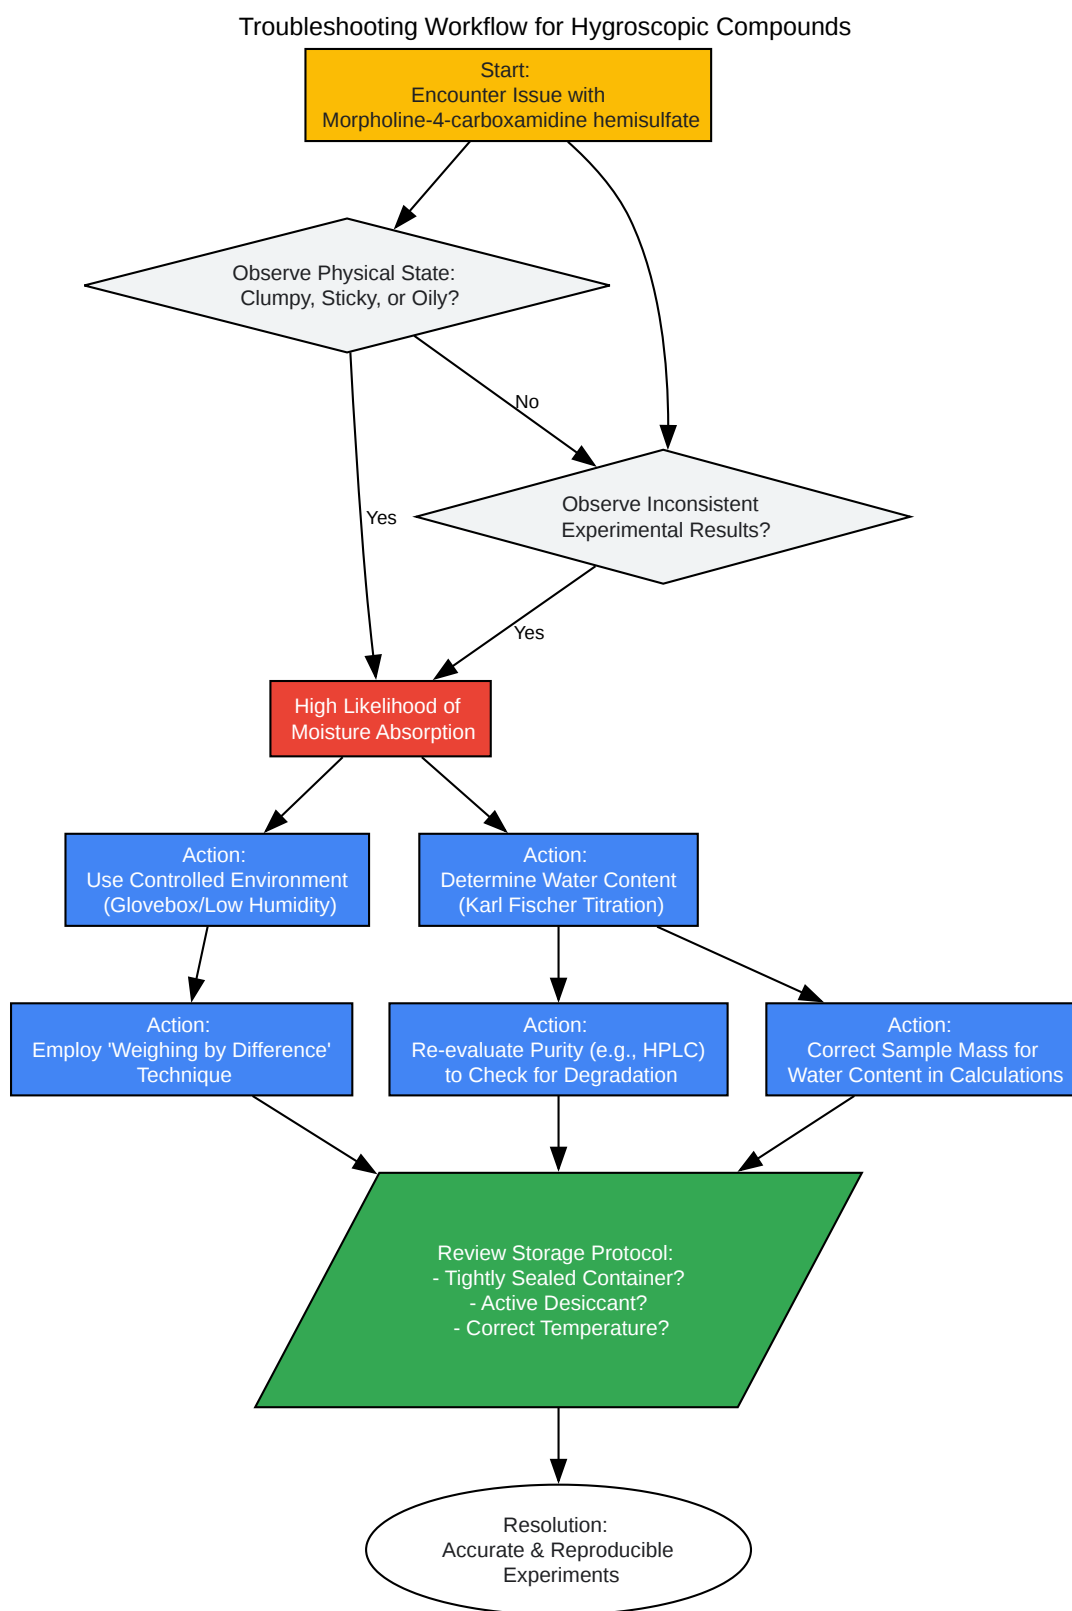 Troubleshooting Workflow for Hygroscopic Compounds
Start:
Encounter Issue with
Morpholine-4-carboxamidine hemisulfate
Observe Physical State:
Clumpy, Sticky, or Oily?
No
Observe Inconsistent
Experimental Results?
Yes
Yes
High Likelihood of
Moisture Absorption
Action:
Use Controlled Environment
(Glovebox/Low Humidity)
Action:
Determine Water Content
(Karl Fischer Titration)
Action:
Employ 'Weighing by Difference'
Technique
Action:
Re-evaluate Purity (e.g., HPLC)
to Check for Degradation
Action:
Correct Sample Mass for
Water Content in Calculations
Review Storage Protocol:
- Tightly Sealed Container?
- Active Desiccant?
- Correct Temperature?
Resolution:
Accurate & Reproducible
Experiments